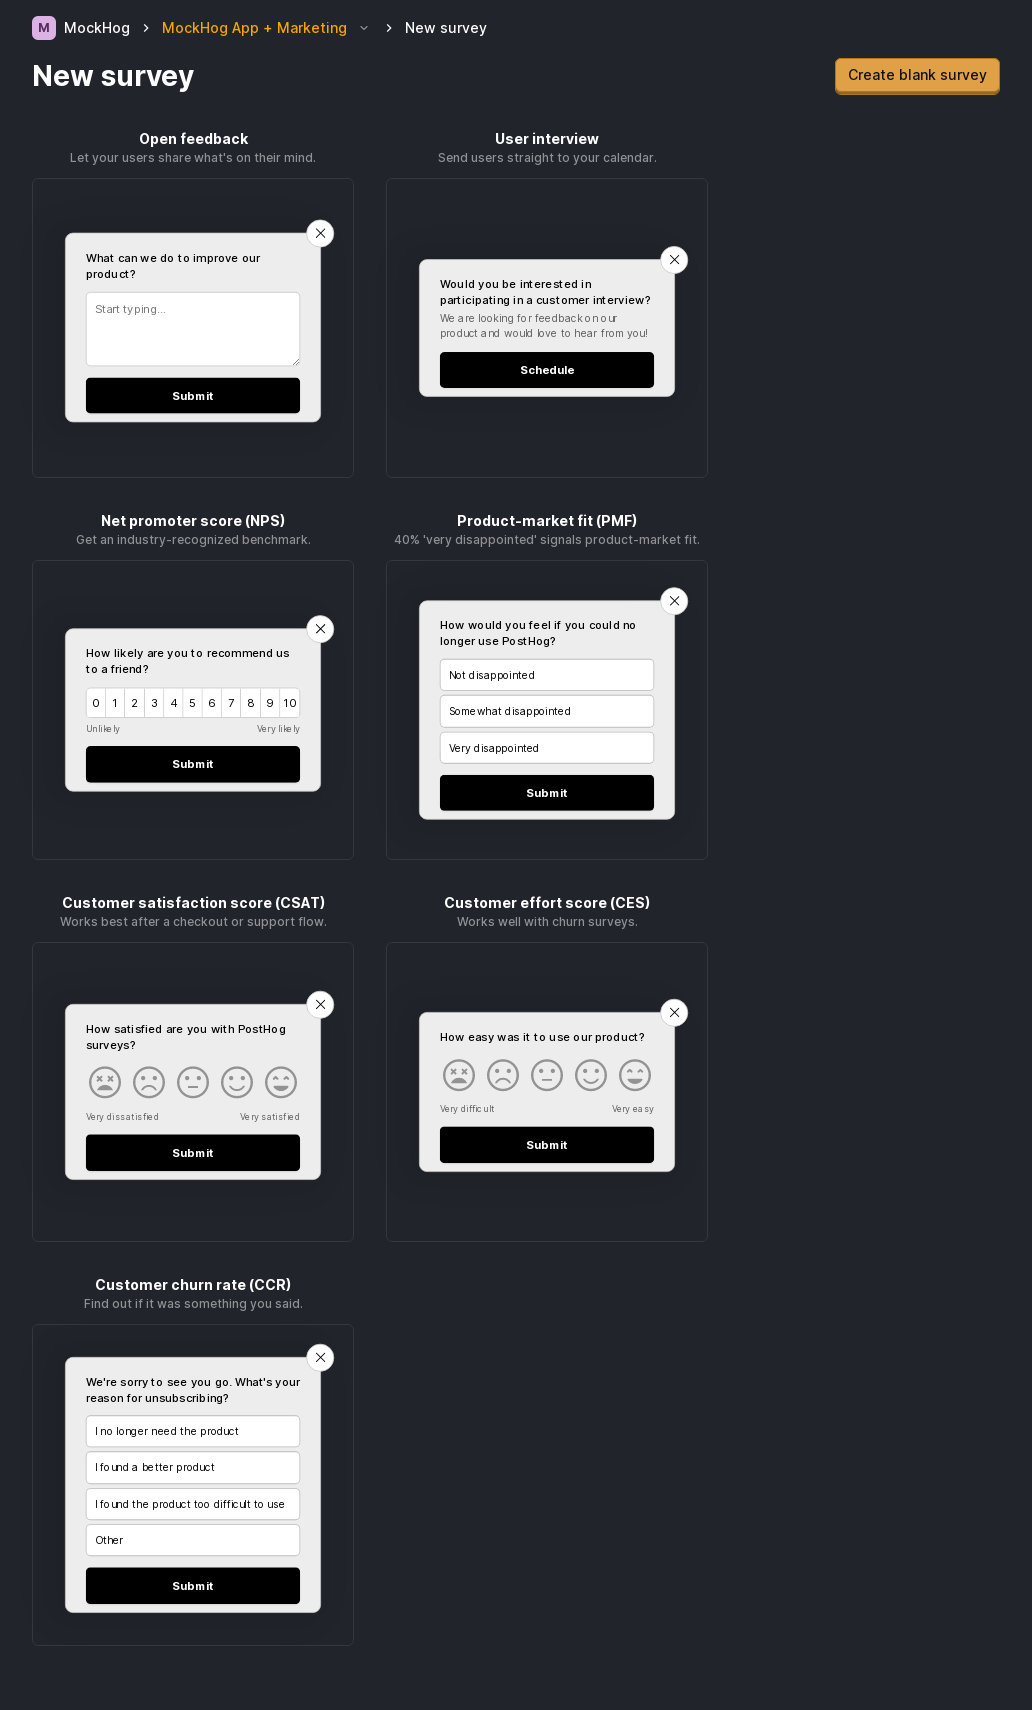 M MockHog MockHog App + Marketing New survey
New survey
Create blank survey
Open feedback
Let your users share what's on their mind.
What can we do to improve our
product?
Start typing...
Submit
User interview
Send users straight to your calendar.
Would you be interested in
participating in a customer interview?
We are looking for feedback on our
product and would love to hear from you!
Schedule
Net promoter score (NPS)
Get an industry-recognized benchmark.
How likely are you to recommend us
to a friend?
0 1 2 3 4 5 6 7 8 9 10
Unlikely Very likely
Submit
Product-market fit (PMF)
40% 'very disappointed' signals product-market fit.
How would you feel if you could no
longer use PostHog?
Not disappointed
Somewhat disappointed
Very disappointed
Submit
Customer satisfaction score (CSAT)
Works best after a checkout or support flow.
How satisfied are you with PostHog
surveys?
Very dissatisfied Very satisfied
Submit
Customer effort score (CES)
Works well with churn surveys.
How easy was it to use our product?
Very difficult Very easy
Submit
Customer churn rate (CCR)
Find out if it was something you said.
We're sorry to see you go. What's your
reason for unsubscribing?
I no longer need the product
I found a better product
I found the product too difficult to use
Other
Submit